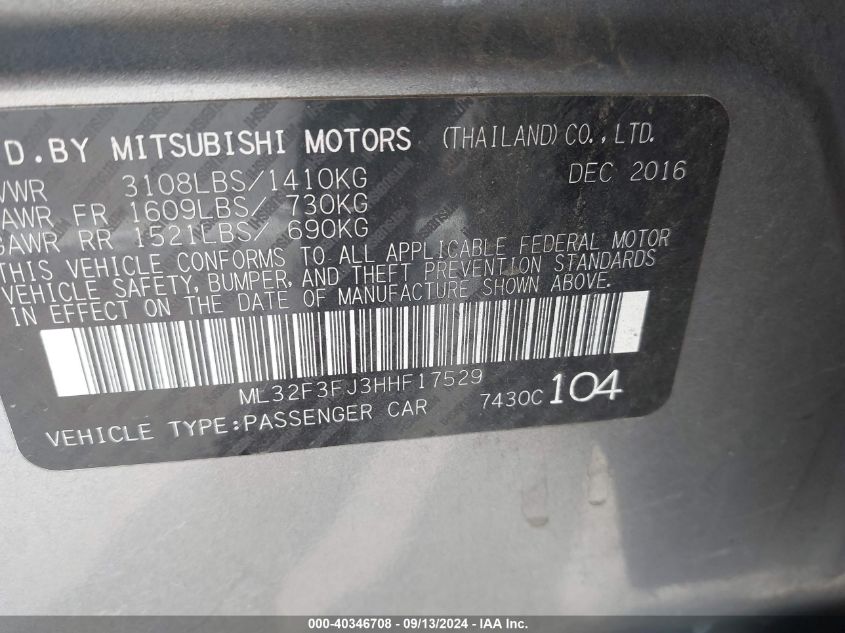 D.BY MITSUBISHI MOTORS (THAILAND) CO., LTD.
VWR 3108LBS/1410KG DEC 2016
AWR FR 1609LBS/ 730KG
GAWR RR 1521LBS/ 690KG
THIS VEHICLE CONFORMS TO ALL APPLICABLE FEDERAL MOTOR
VEHICLE SAFETY, BUMPER, AND THEFT PREVENTION STANDARDS
IN EFFECT ON THE DATE OF MANUFACTURE SHOWN ABOVE.
ML32F3FJ3HHF17529
VEHICLE TYPE:PASSENGER CAR 7430C 104
000-40346708 - 09/13/2024 - IAA Inc.